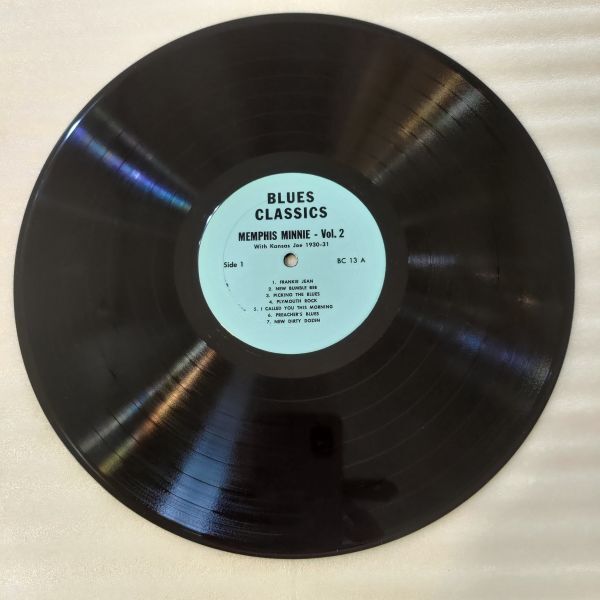 BLUES
CLASSICS
MEMPHIS MINNIE - Vol. 2
With Kansas Joe 1930-31
Side 1
BC 13 A
1. FRANKIE JEAN
2. NEW BUMBLE BEE
3. PICKING THE BLUES
4. PLYMOUTH ROCK
5. I CALLED YOU THIS MORNING
6. PREACHER'S BLUES
7. NEW DIRTY DOZEN